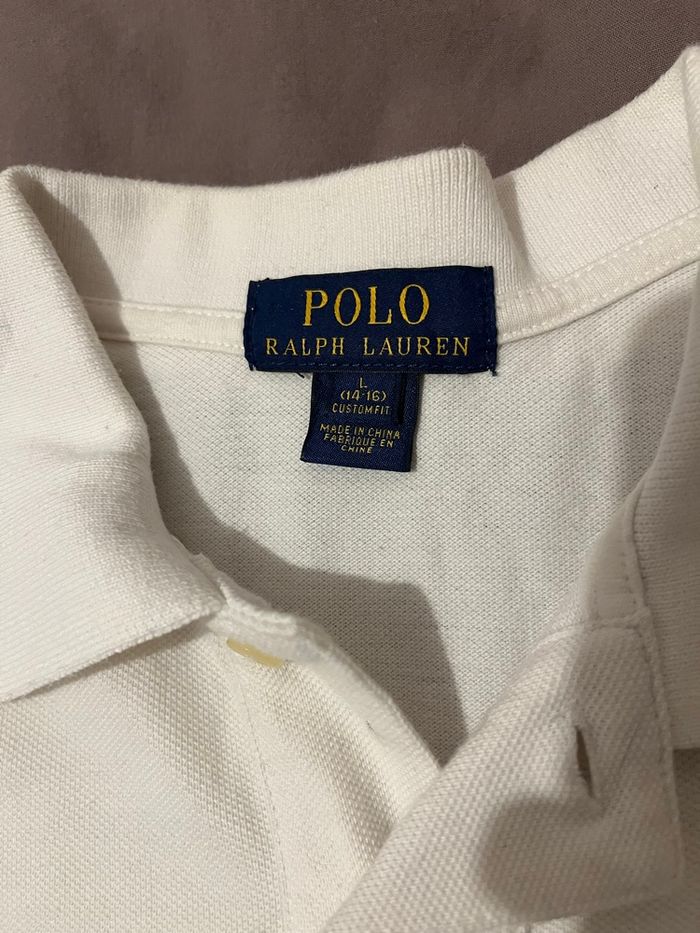 POLO
RALPH LAUREN
L
(14-16)
CUSTOM FIT
MADE IN CHINA
FABRIQUE EN
CHINE